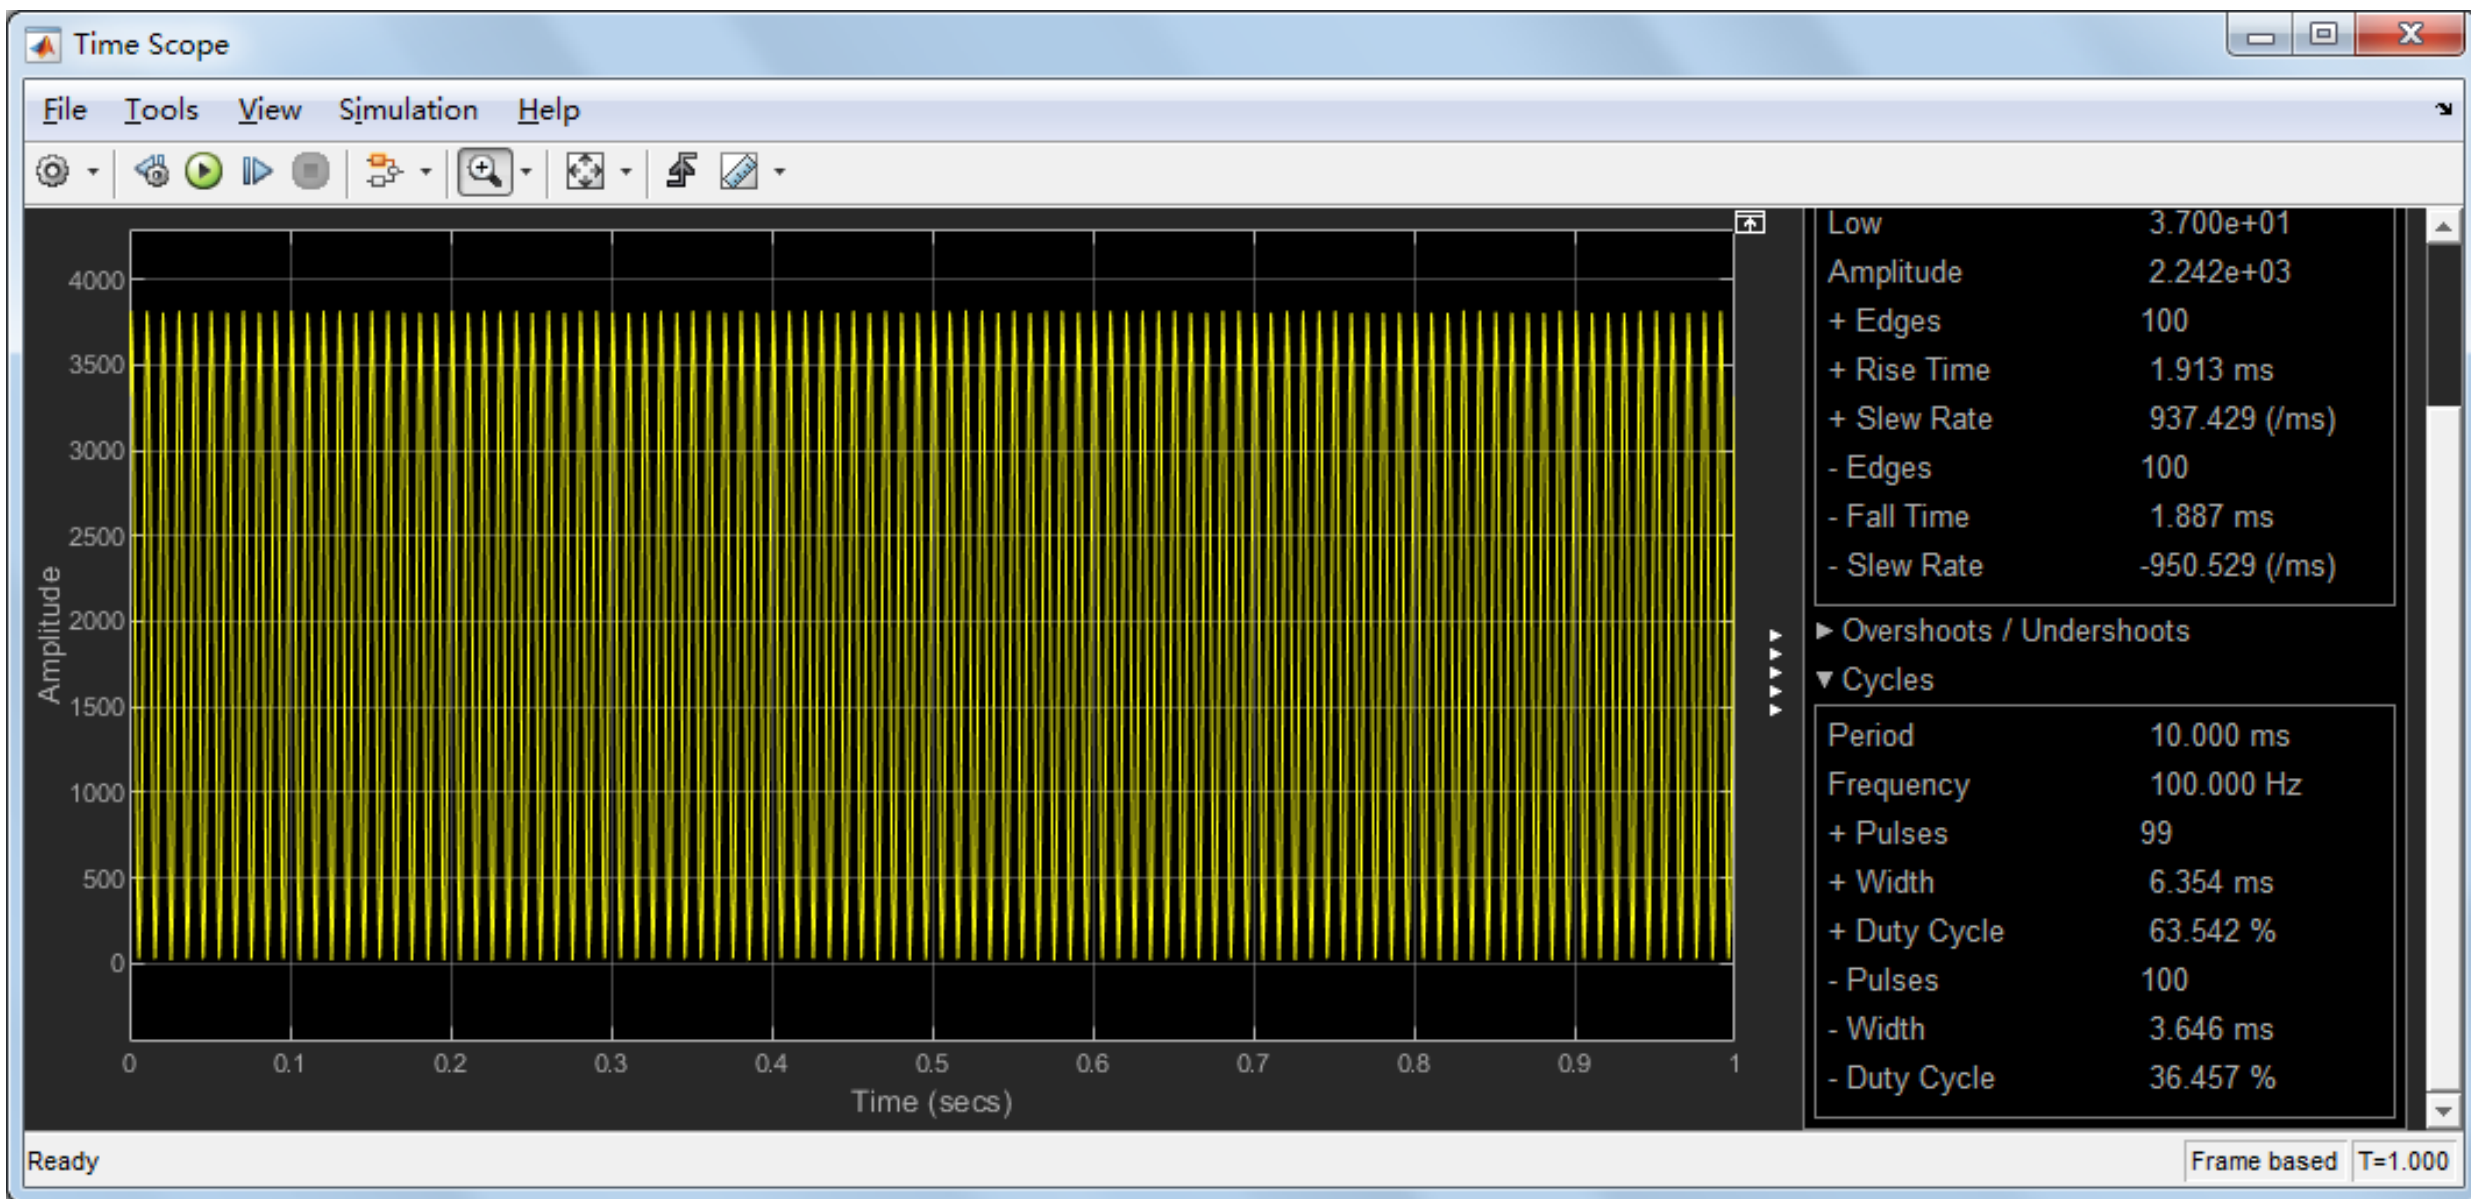 Time Scope
File Tools View Simulation Help
4000
3500
3000
2500
2000
1500
1000
500
0
Amplitude
0 0.1 0.2 0.3 0.4 0.5 0.6 0.7 0.8 0.9 1
Time (secs)
Low 3.700e+01
Amplitude 2.242e+03
+ Edges 100
+ Rise Time 1.913 ms
+ Slew Rate 937.429 (/ms)
- Edges 100
- Fall Time 1.887 ms
- Slew Rate -950.529 (/ms)
Overshoots / Undershoots
Cycles
Period 10.000 ms
Frequency 100.000 Hz
+ Pulses 99
+ Width 6.354 ms
+ Duty Cycle 63.542 %
- Pulses 100
- Width 3.646 ms
- Duty Cycle 36.457 %
Ready
Frame based T=1.000